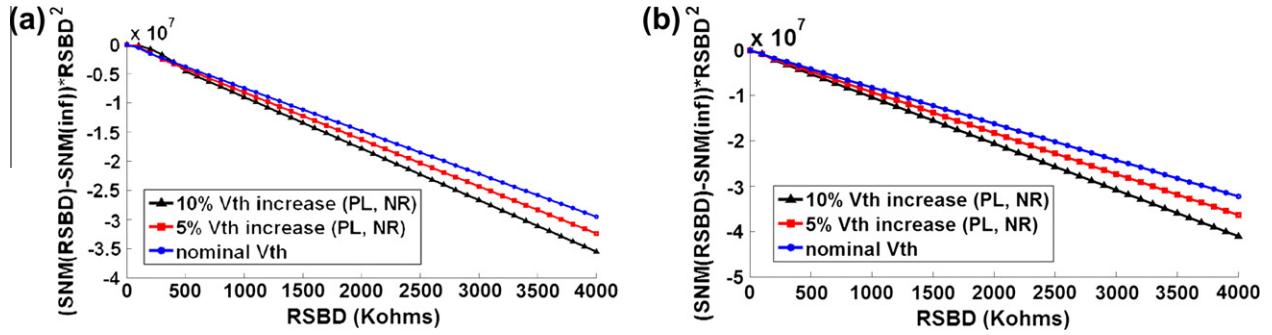 (a)
x 10^7
(SNM(RSBD)-SNM(inf))*RSBD^2
0
-0.5
-1
-1.5
-2
-2.5
-3
-3.5
-4
10% Vth increase (PL, NR)
5% Vth increase (PL, NR)
nominal Vth
0 500 1000 1500 2000 2500 3000 3500 4000
RSBD (Kohms)
(b)
x 10^7
(SNM(RSBD)-SNM(inf))*RSBD^2
0
-1
-2
-3
-4
-5
10% Vth increase (PL, NR)
5% Vth increase (PL, NR)
nominal Vth
0 500 1000 1500 2000 2500 3000 3500 4000
RSBD (Kohms)